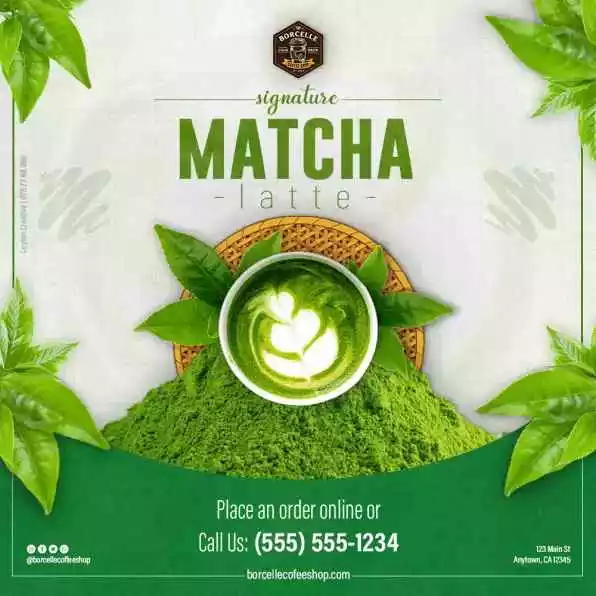 BORCELLE
signature
MATCHA
- latte -
Place an order online or
Call Us: (555) 555-1234
@borcellecoffeeshop
123 Main St
Anytown, CA 12345
borcellecofeeshop.com